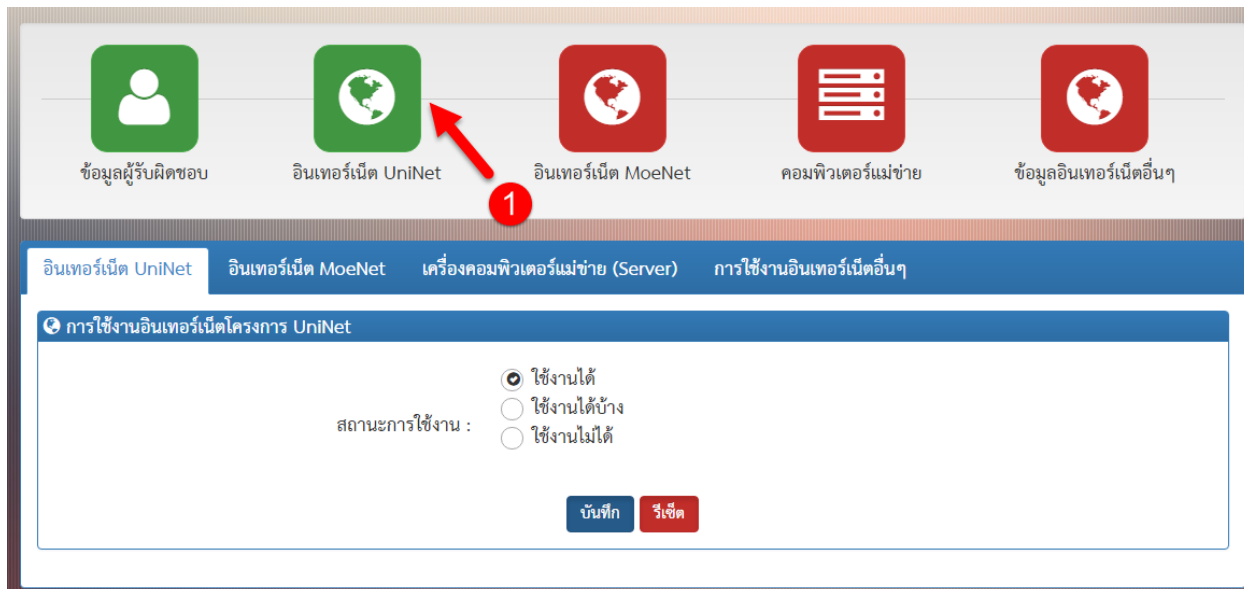 ข้อมูลผู้รับผิดชอบ
อินเทอร์เน็ต UniNet
อินเทอร์เน็ต MoeNet
คอมพิวเตอร์แม่ข่าย
ข้อมูลอินเทอร์เน็ตอื่นๆ
1
อินเทอร์เน็ต UniNet
อินเทอร์เน็ต MoeNet
เครื่องคอมพิวเตอร์แม่ข่าย (Server)
การใช้งานอินเทอร์เน็ตอื่นๆ
การใช้งานอินเทอร์เน็ตโครงการ UniNet
สถานะการใช้งาน :
ใช้งานได้
ใช้งานได้บ้าง
ใช้งานไม่ได้
บันทึก
รีเซ็ต